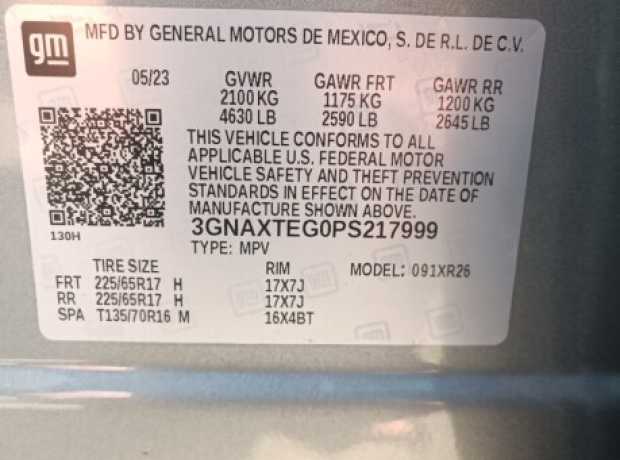 gm
MFD BY GENERAL MOTORS DE MEXICO, S. DE R.L. DE C.V.
05/23 GVWR GAWR FRT GAWR RR
2100 KG 1175 KG 1200 KG
4630 LB 2590 LB 2645 LB
THIS VEHICLE CONFORMS TO ALL
APPLICABLE U.S. FEDERAL MOTOR
VEHICLE SAFETY AND THEFT PREVENTION
STANDARDS IN EFFECT ON THE DATE OF
MANUFACTURE SHOWN ABOVE.
130H
3GNAXTEG0PS217999
TYPE: MPV
TIRE SIZE RIM MODEL: 091XR26
FRT 225/65R17 H 17X7J
RR 225/65R17 H 17X7J
SPA T135/70R16 M 16X4BT